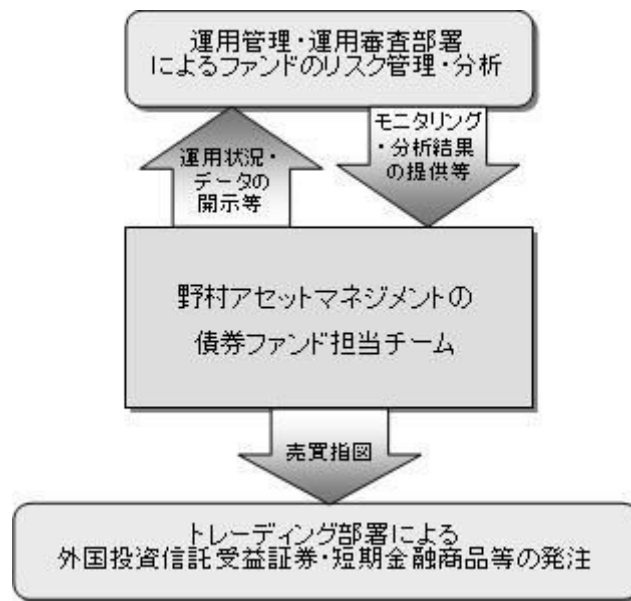 運用管理・運用審査部署
によるファンドのリスク管理・分析
運用状況・
データの
開示等
モニタリング
・分析結果
の提供等
野村アセットマネジメントの
債券ファンド担当チーム
売買指図
トレーディング部署による
外国投資信託受益証券・短期金融商品等の発注